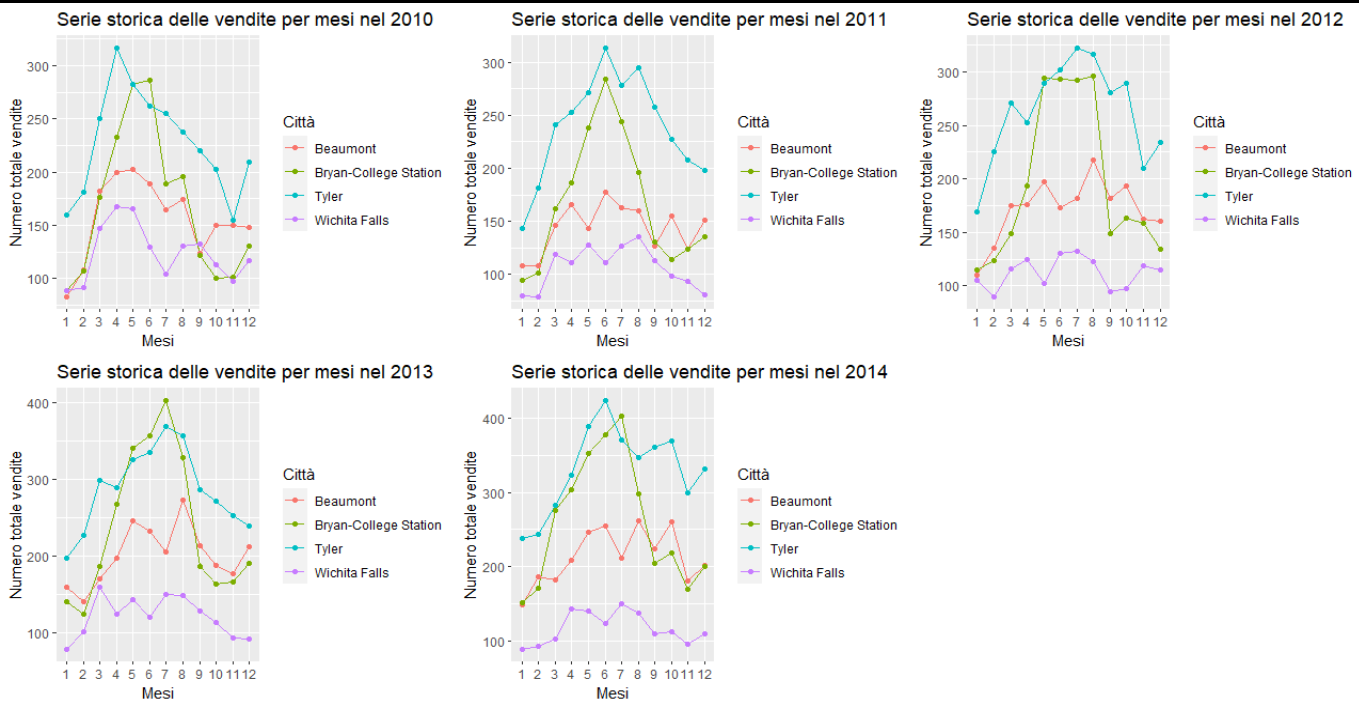 Serie storica delle vendite per mesi nel 2010
Numero totale vendite
300
250
200
150
100
1 2 3 4 5 6 7 8 9 10 11 12
Mesi
Città
Beaumont
Bryan-College Station
Tyler
Wichita Falls
Serie storica delle vendite per mesi nel 2011
Numero totale vendite
300
250
200
150
100
1 2 3 4 5 6 7 8 9 10 11 12
Mesi
Città
Beaumont
Bryan-College Station
Tyler
Wichita Falls
Serie storica delle vendite per mesi nel 2012
Numero totale vendite
300
250
200
150
100
1 2 3 4 5 6 7 8 9 10 11 12
Mesi
Città
Beaumont
Bryan-College Station
Tyler
Wichita Falls
Serie storica delle vendite per mesi nel 2013
Numero totale vendite
400
300
200
100
1 2 3 4 5 6 7 8 9 10 11 12
Mesi
Città
Beaumont
Bryan-College Station
Tyler
Wichita Falls
Serie storica delle vendite per mesi nel 2014
Numero totale vendite
400
300
200
100
1 2 3 4 5 6 7 8 9 10 11 12
Mesi
Città
Beaumont
Bryan-College Station
Tyler
Wichita Falls